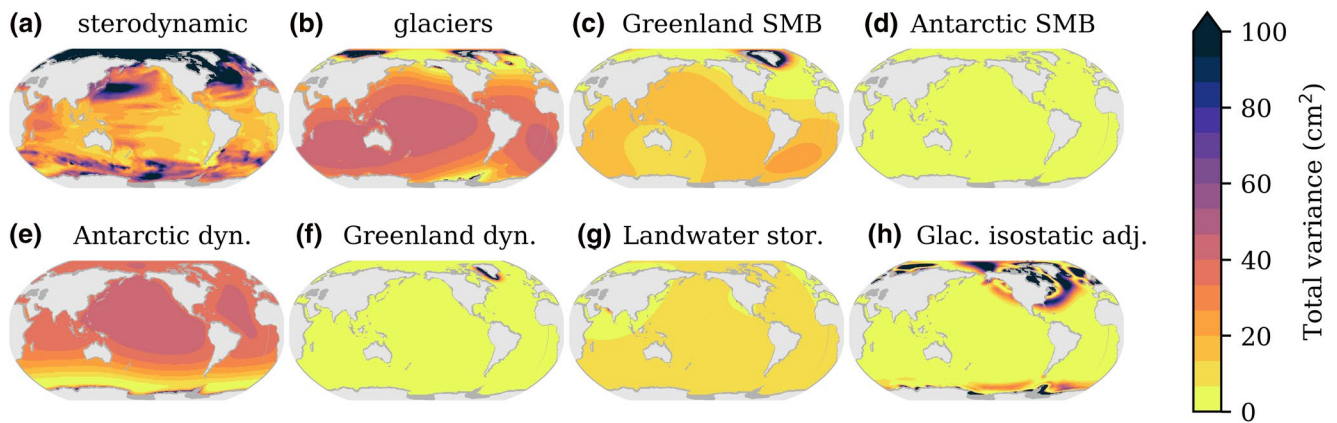 (a) sterodynamic
(b) glaciers
(c) Greenland SMB
(d) Antarctic SMB
(e) Antarctic dyn.
(f) Greenland dyn.
(g) Landwater stor.
(h) Glac. isostatic adj.
100
80
60
40
20
0
Total variance (cm²)